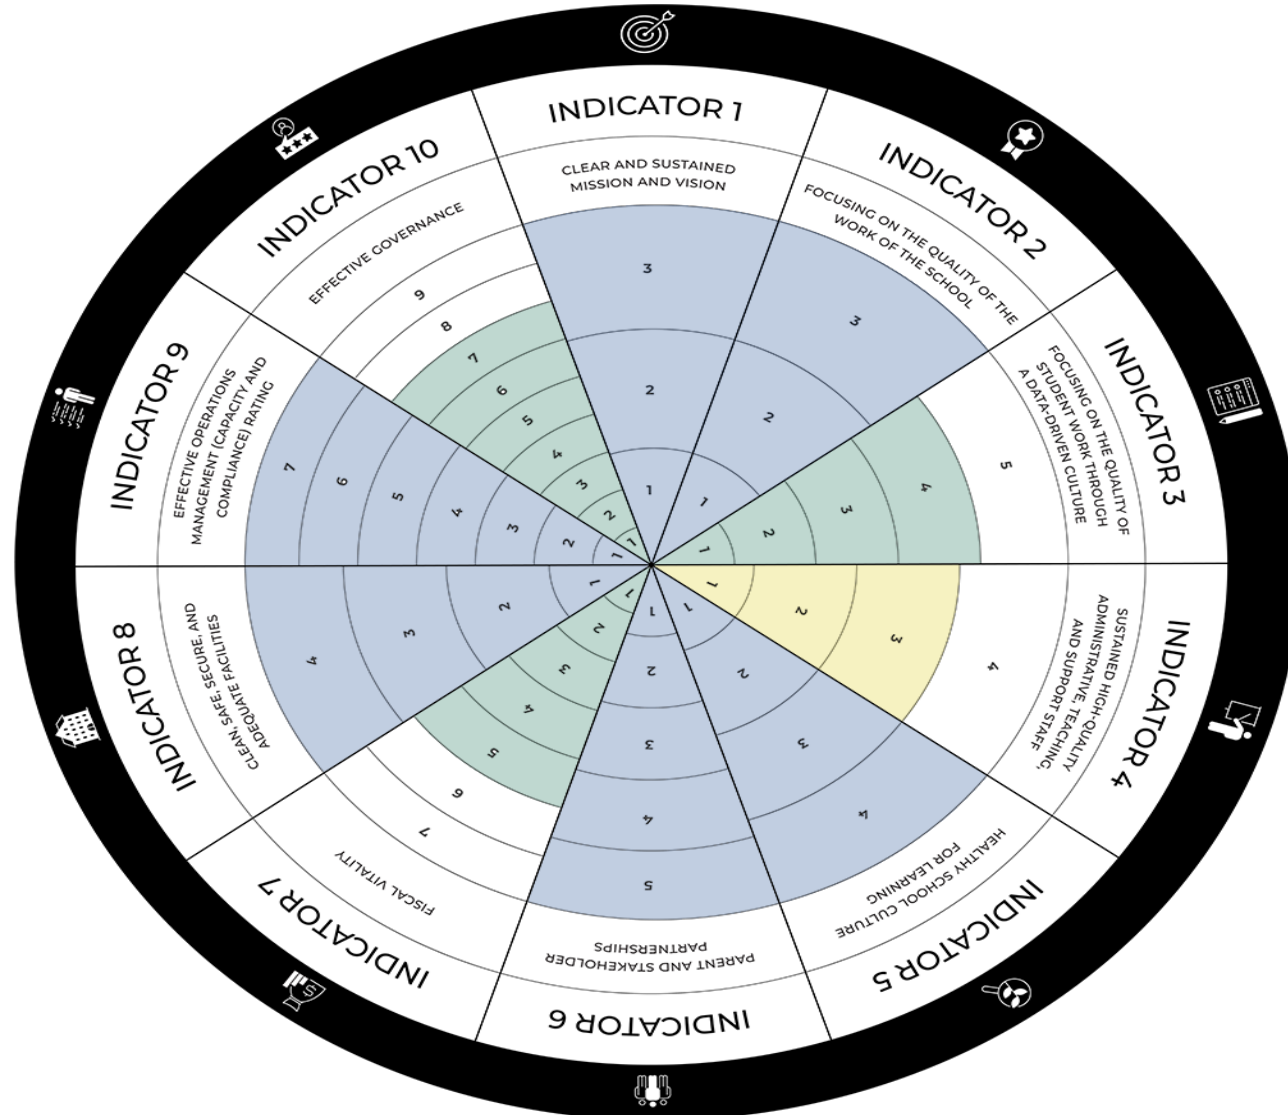 INDICATOR 1
CLEAR AND SUSTAINED
MISSION AND VISION
3
2
1
INDICATOR 2
FOCUSING ON THE QUALITY OF THE
WORK OF THE SCHOOL
3
2
1
INDICATOR 3
FOCUSING ON THE QUALITY OF
STUDENT WORK THROUGH
A DATA-DRIVEN CULTURE
5
4
3
2
1
INDICATOR 4
SUSTAINED HIGH-QUALITY
ADMINISTRATIVE, TEACHING,
AND SUPPORT STAFF
4
3
2
1
INDICATOR 5
HEALTHY SCHOOL CULTURE
FOR LEARNING
4
3
2
1
INDICATOR 6
PARENT AND STAKEHOLDER
PARTNERSHIPS
5
4
3
2
1
INDICATOR 7
FISCAL VITALITY
7
6
5
4
3
2
1
INDICATOR 8
CLEAN, SAFE, SECURE, AND
ADEQUATE FACILITIES
4
3
2
1
INDICATOR 9
EFFECTIVE OPERATIONS
MANAGEMENT (CAPACITY AND
COMPLIANCE) RATING
7
6
5
4
3
2
1
INDICATOR 10
EFFECTIVE GOVERNANCE
9
8
7
6
5
4
3
2
1
$